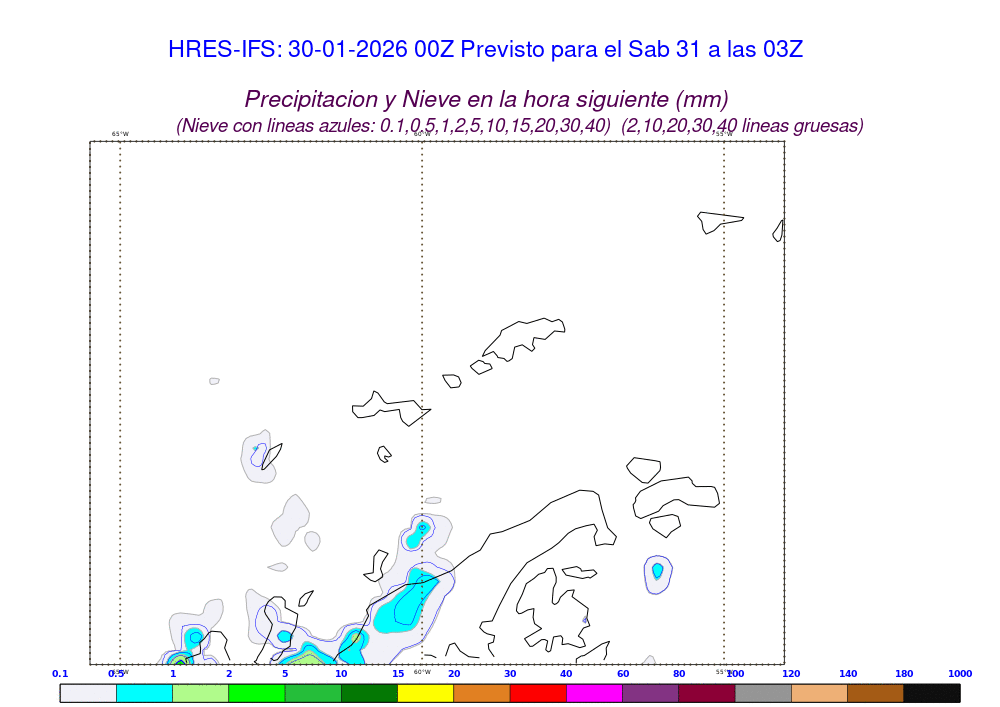 HRES-IFS: 30-01-2026 00Z Previsto para el Sab 31 a las 03Z
Precipitacion y Nieve en la hora siguiente (mm)
(Nieve con lineas azules: 0.1,0.5,1,2,5,10,15,20,30,40) (2,10,20,30,40 lineas gruesas)
65°W 60°W 55°W
65°W 60°W 55°W
0.1 0.5 1 2 5 10 15 20 30 40 60 80 100 120 140 180 1000